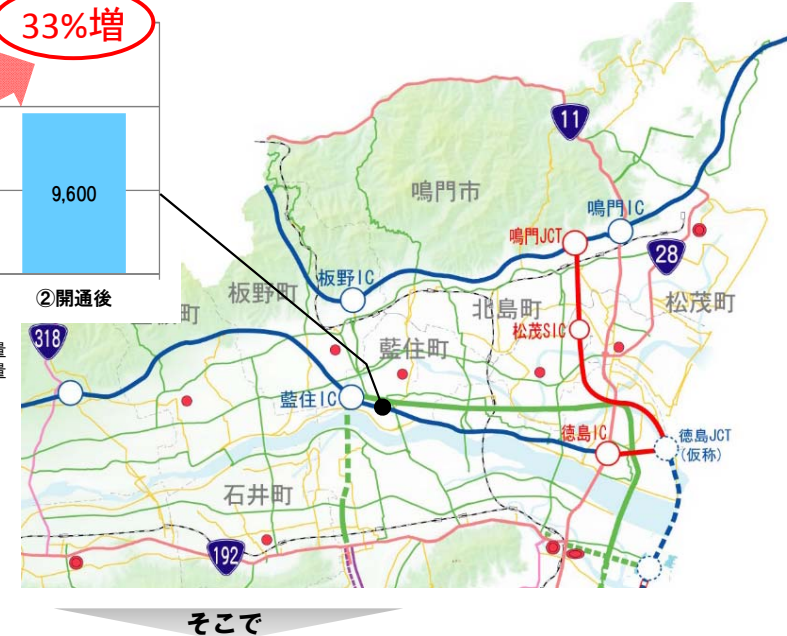 33%増
9,600
②開通後
量
量
11
鳴門市
鳴門IC
鳴門JCT
28
板野IC
板野町
北島町
松茂町
松茂SIC
318
町
藍住町
藍住IC
徳島IC
徳島JCT
(仮称)
石井町
192
そこで